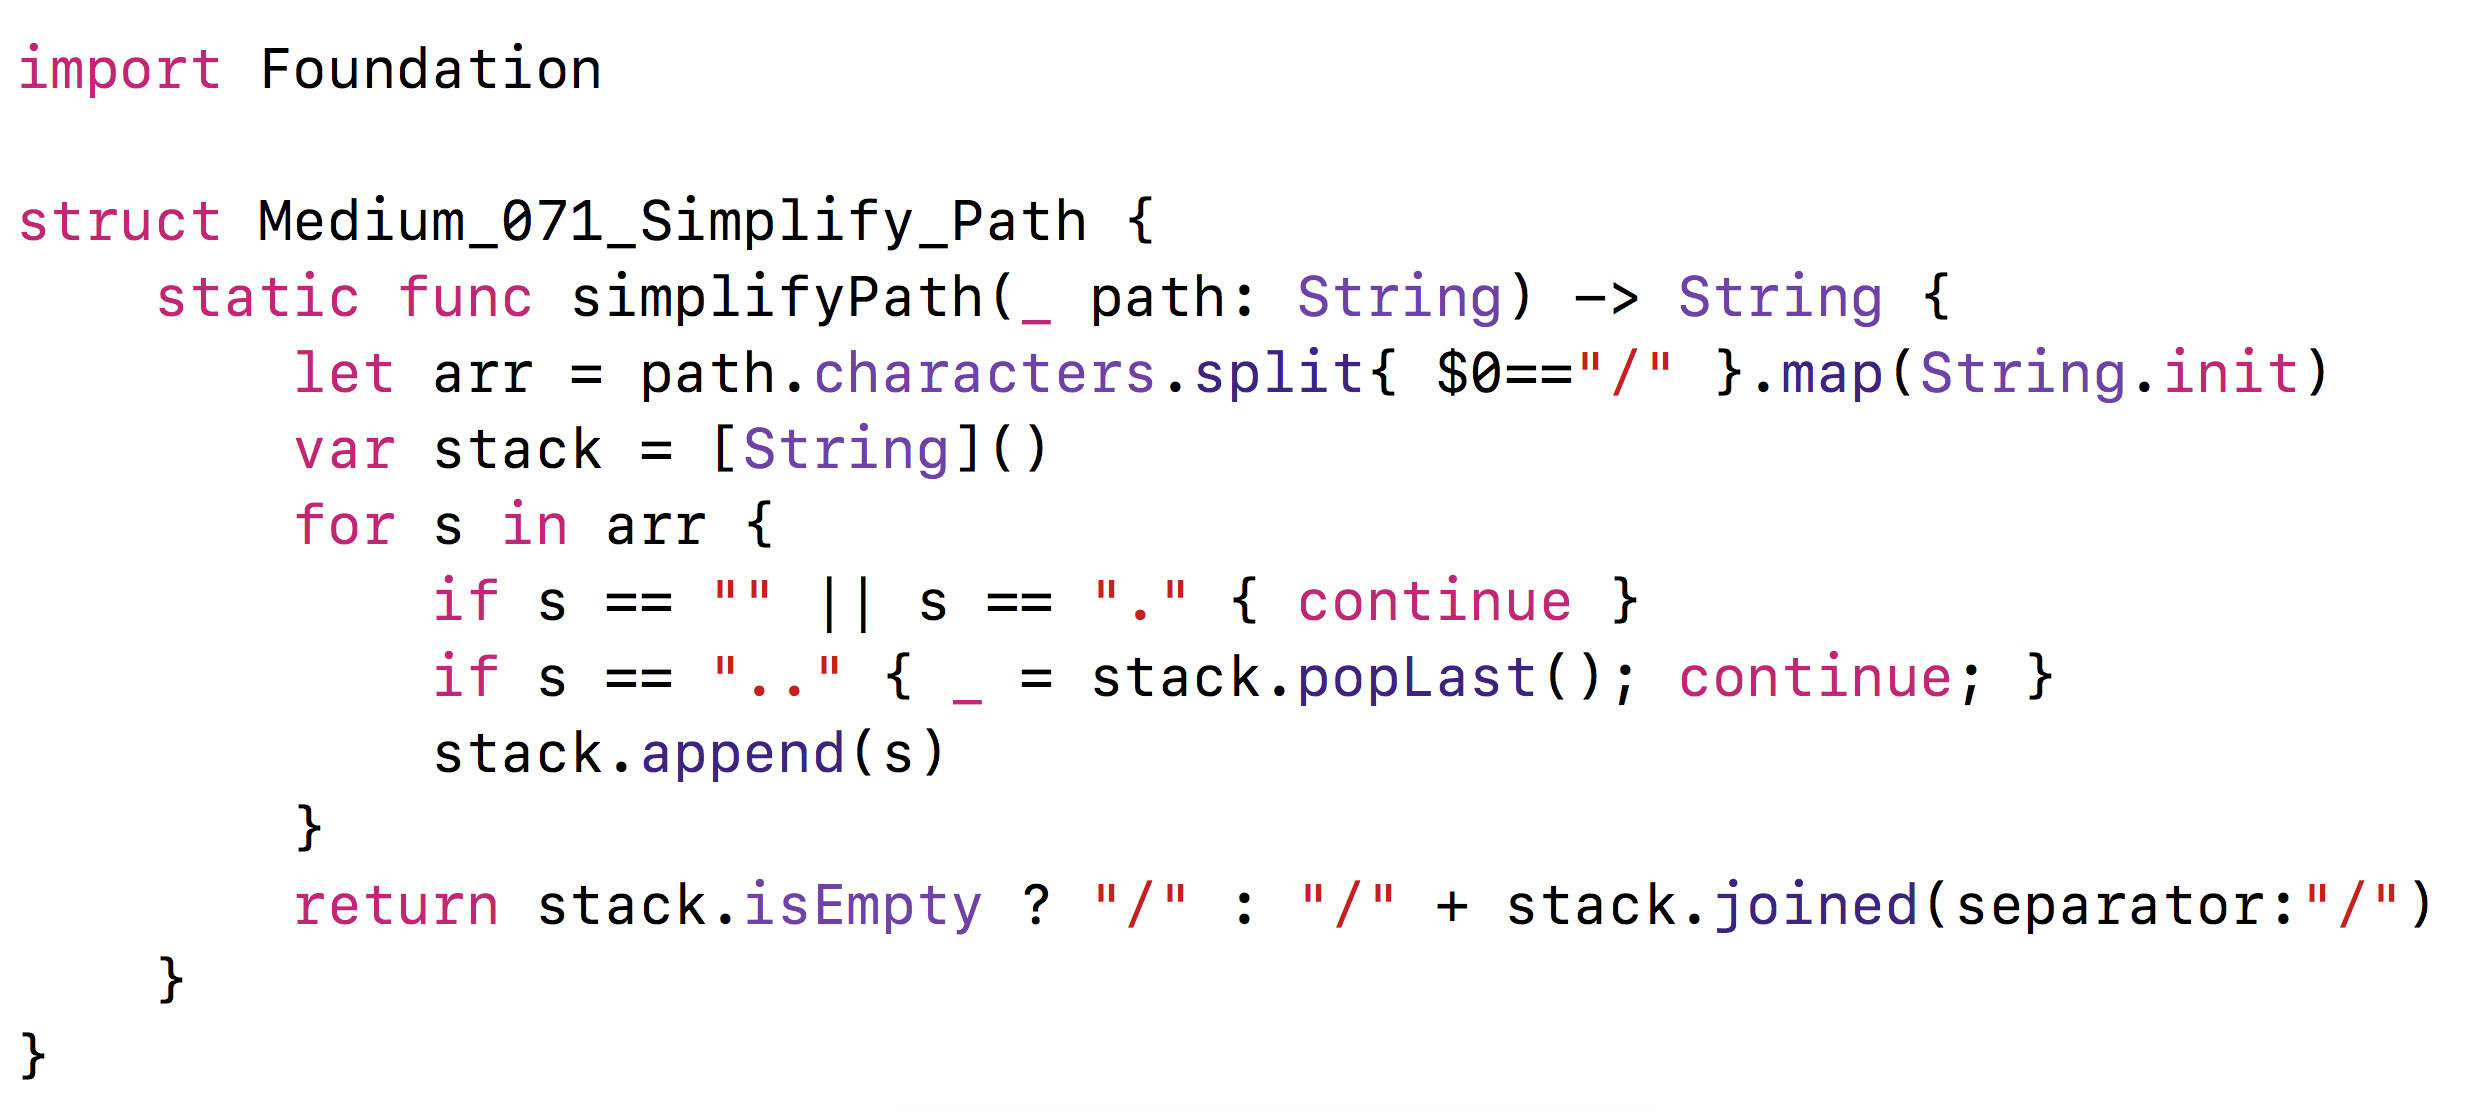 import Foundation
struct Medium_071_Simplify_Path {
    static func simplifyPath(_ path: String) -> String {
        let arr = path.characters.split{ $0=="/" }.map(String.init)
        var stack = [String]()
        for s in arr {
            if s == "" || s == "." { continue }
            if s == ".." { _ = stack.popLast(); continue; }
            stack.append(s)
        }
        return stack.isEmpty ? "/" : "/" + stack.joined(separator:"/")
    }
}